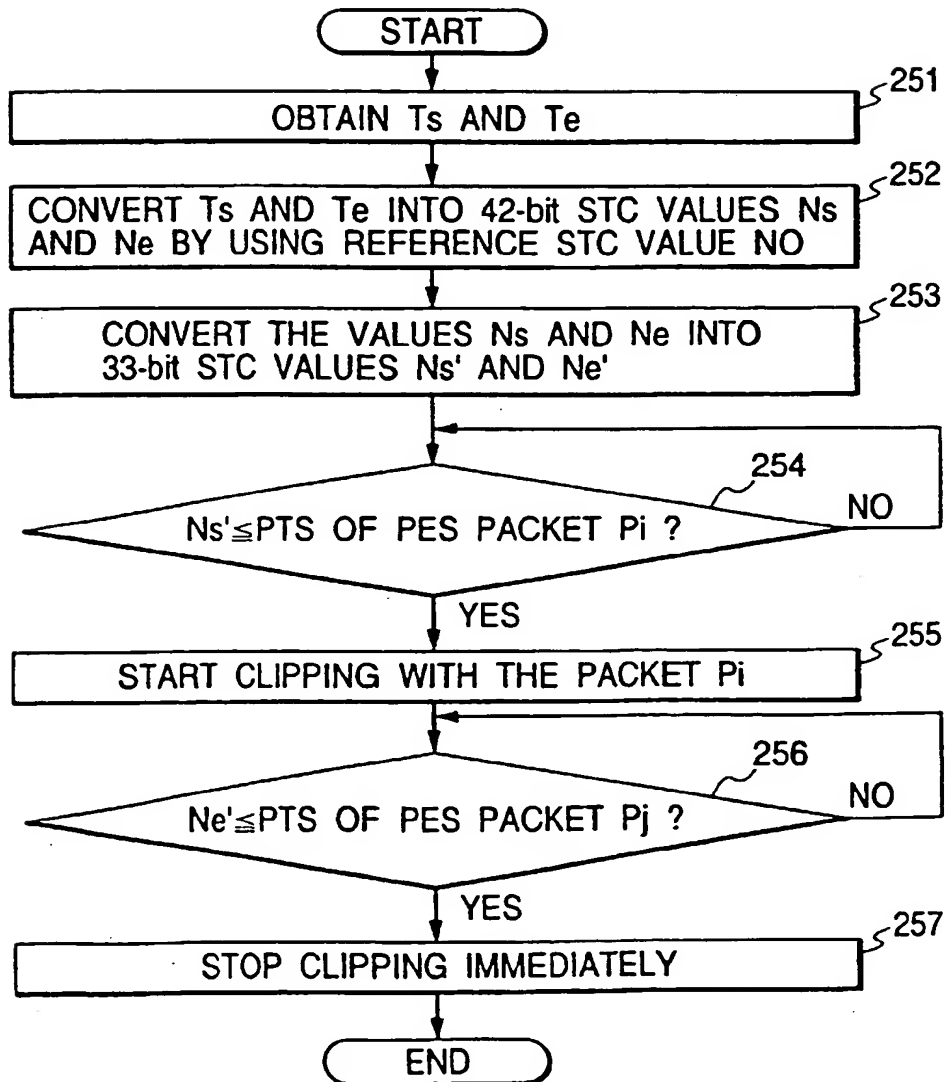 START
251
OBTAIN Ts AND Te
252
CONVERT Ts AND Te INTO 42-bit STC VALUES Ns
AND Ne BY USING REFERENCE STC VALUE NO
253
CONVERT THE VALUES Ns AND Ne INTO
33-bit STC VALUES Ns' AND Ne'
254
Ns'≦PTS OF PES PACKET Pi ?
NO
YES
255
START CLIPPING WITH THE PACKET Pi
256
Ne'≦PTS OF PES PACKET Pj ?
NO
YES
257
STOP CLIPPING IMMEDIATELY
END